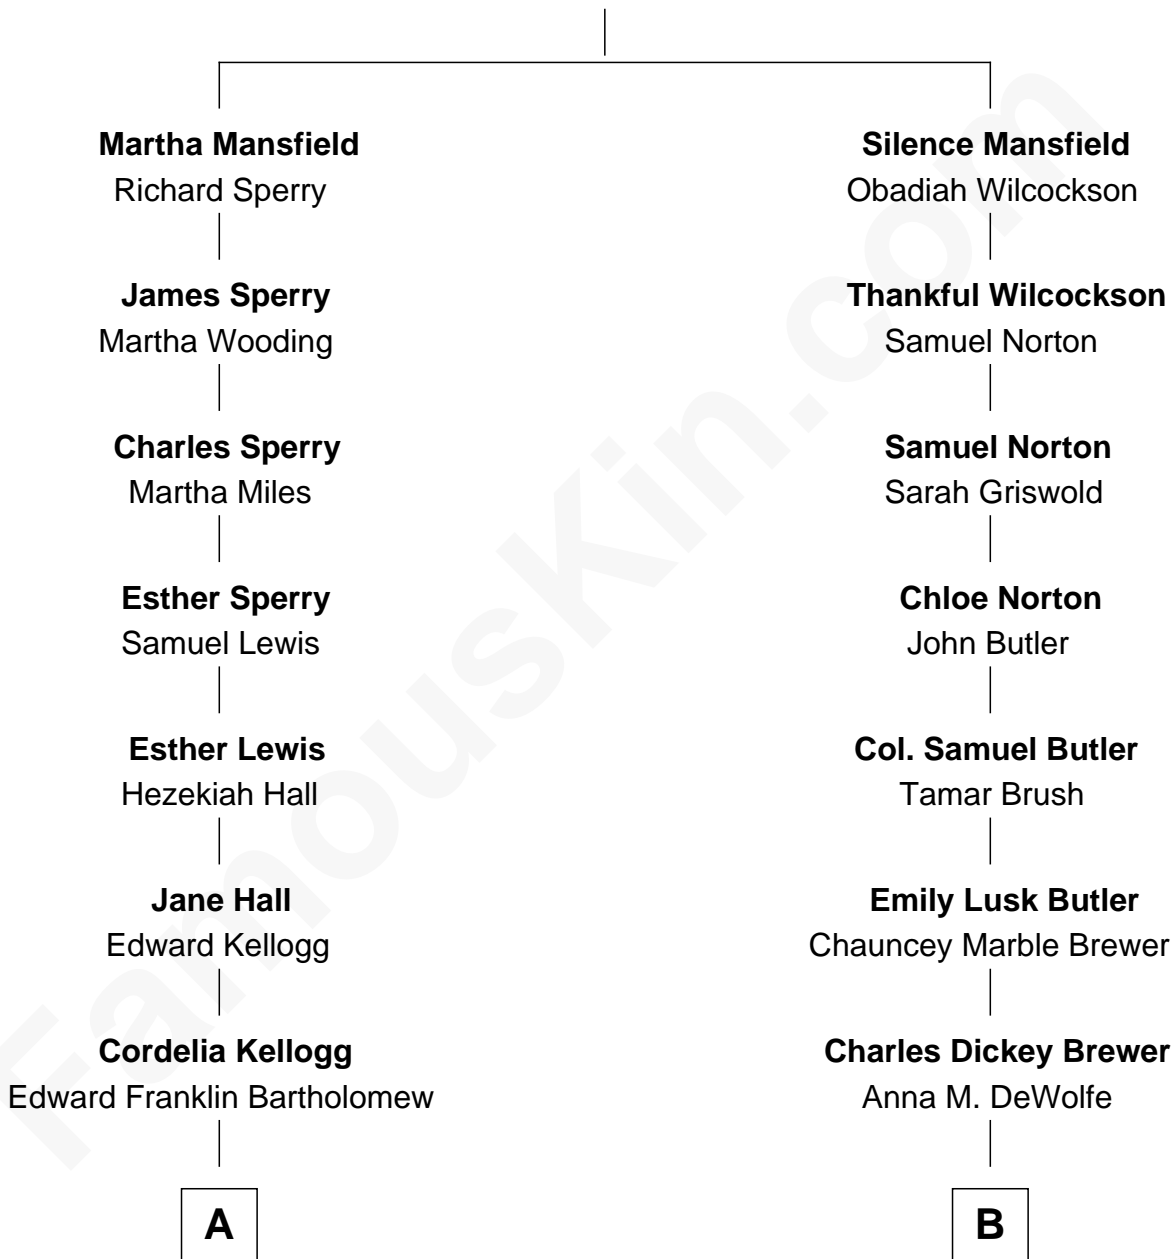 Martha Mansfield
Richard Sperry
James Sperry
Martha Wooding
Charles Sperry
Martha Miles
Esther Sperry
Samuel Lewis
Esther Lewis
Hezekiah Hall
Jane Hall
Edward Kellogg
Cordelia Kellogg
Edward Franklin Bartholomew
A
Silence Mansfield
Obadiah Wilcockson
Thankful Wilcockson
Samuel Norton
Samuel Norton
Sarah Griswold
Chloe Norton
John Butler
Col. Samuel Butler
Tamar Brush
Emily Lusk Butler
Chauncey Marble Brewer
Charles Dickey Brewer
Anna M. DeWolfe
B
FamousKin.com